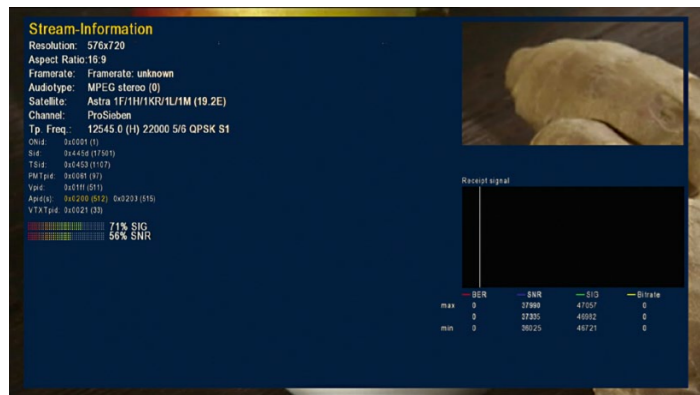 Stream-Information
Resolution: 576x720
Aspect Ratio:16:9
Framerate: Framerate: unknown
Audiotype: MPEG stereo (0)
Satellite: Astra 1F/1H/1KR/1L/1M (19.2E)
Channel: ProSieben
Tp. Freq.: 12545.0 (H) 22000 5/6 QPSK S1
ONid: 0x0001 (1)
Sid: 0x445d (17501)
TSid: 0x0453 (1107)
PMTpid: 0x0061 (97)
Vpid: 0x01ff (511)
Apid(s): 0x0200 (512) 0x0203 (515)
VTXTpid: 0x0021 (33)
71% SIG
56% SNR
Receipt signal
BER SNR SIG Bitrate
max 0 37990 47057 0
0 37335 46982 0
min 0 36025 46721 0